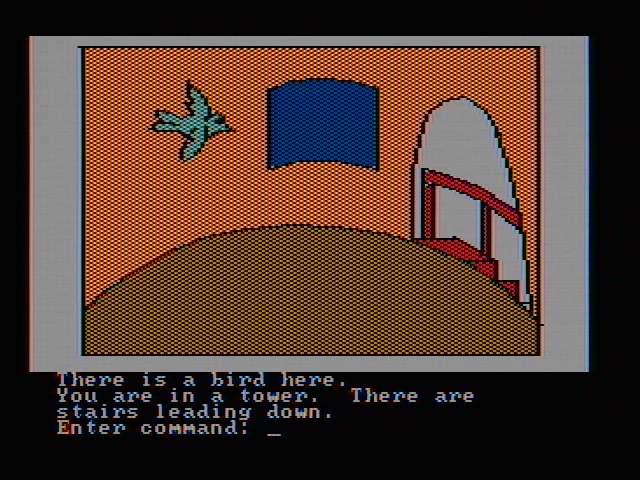 There is a bird here.
You are in a tower.  There are
stairs leading down.
Enter command: _